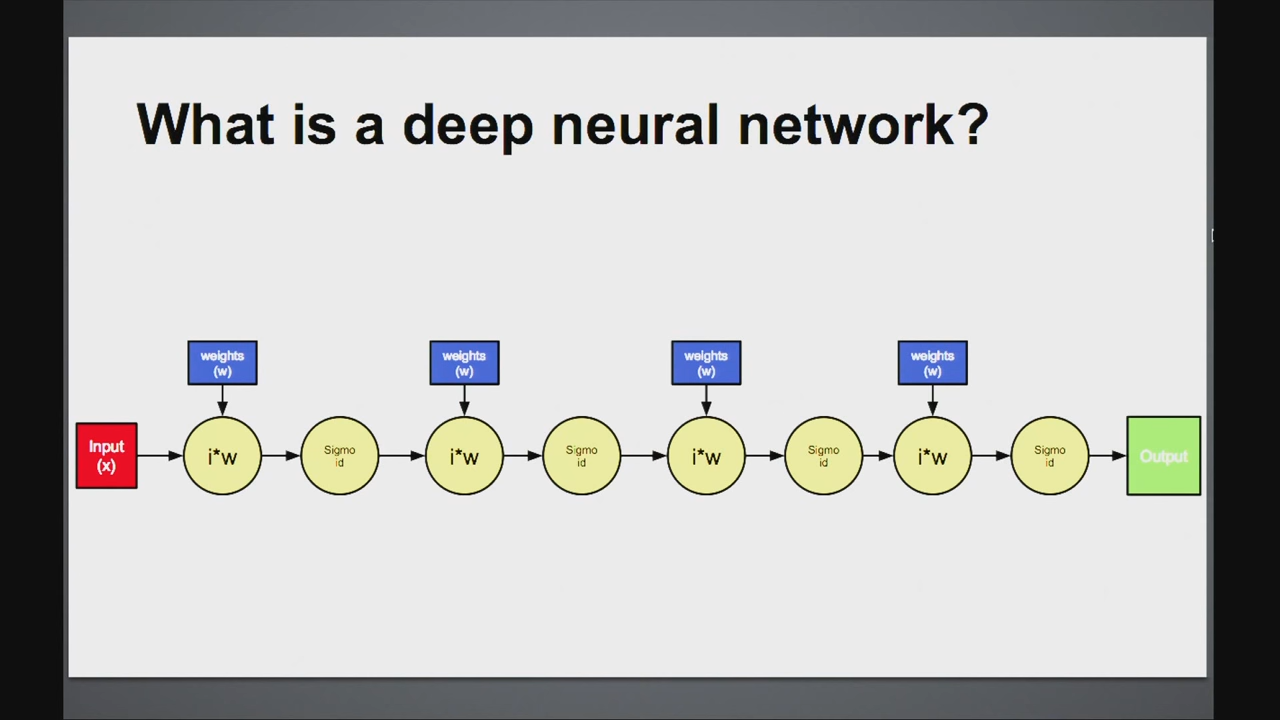 What is a deep neural network?
weights
(w)
weights
(w)
weights
(w)
weights
(w)
Input
(x)
i*w
Sigmo
id
i*w
Sigmo
id
i*w
Sigmo
id
i*w
Sigmo
id
Output